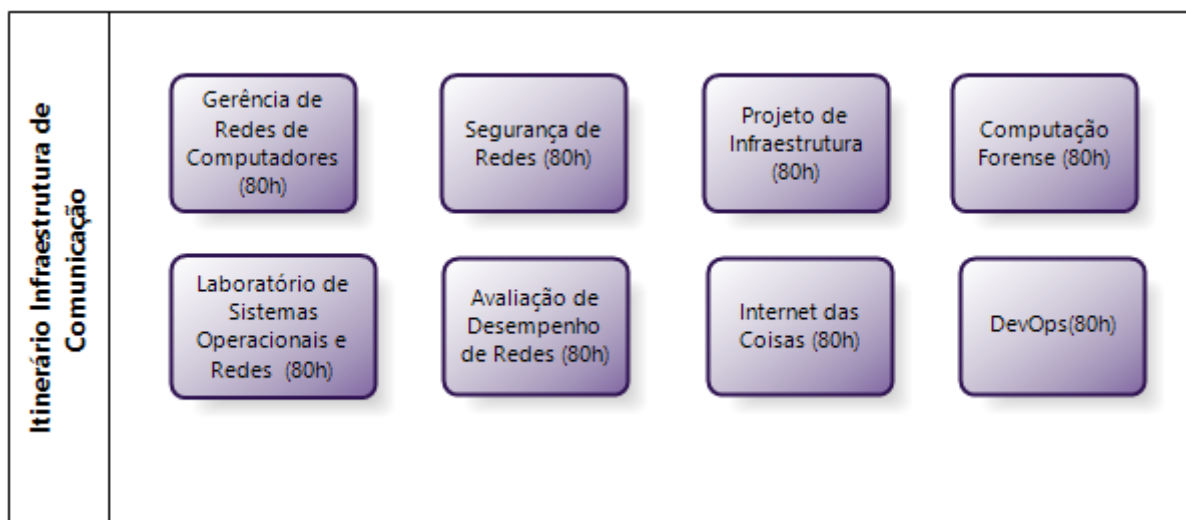 Itinerário Infraestrutura de
Comunicação
Gerência de
Redes de
Computadores
(80h)
Segurança de
Redes (80h)
Projeto de
Infraestrutura
(80h)
Computação
Forense (80h)
Laboratório de
Sistemas
Operacionais e
Redes (80h)
Avaliação de
Desempenho
de Redes (80h)
Internet das
Coisas (80h)
DevOps(80h)